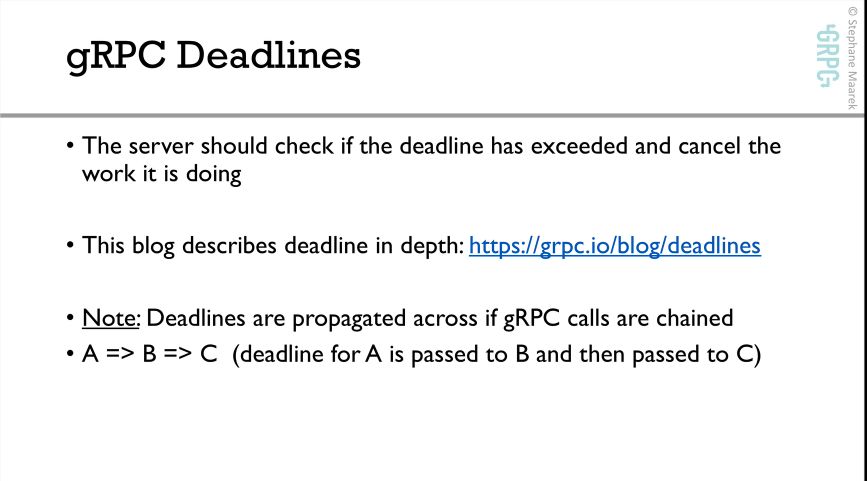 gRPC Deadlines
© Stephane Maarek
GRPC
• The server should check if the deadline has exceeded and cancel the
work it is doing
• This blog describes deadline in depth: https://grpc.io/blog/deadlines
• Note: Deadlines are propagated across if gRPC calls are chained
• A => B => C (deadline for A is passed to B and then passed to C)